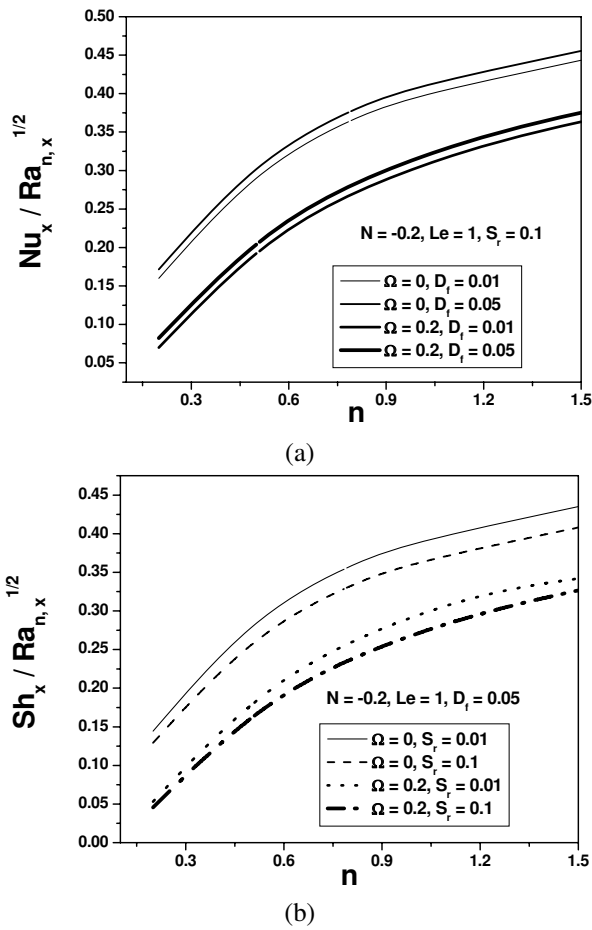 0.50
0.45
0.40
0.35
0.30
0.25
0.20
0.15
0.10
0.05
Nu_x / Ra_{n, x}^{1/2}
N = -0.2, Le = 1, S_r = 0.1
Ω = 0, D_f = 0.01
Ω = 0, D_f = 0.05
Ω = 0.2, D_f = 0.01
Ω = 0.2, D_f = 0.05
0.3 0.6 0.9 1.2 1.5
n
(a)
0.45
0.40
0.35
0.30
0.25
0.20
0.15
0.10
0.05
0.00
Sh_x / Ra_{n, x}^{1/2}
N = -0.2, Le = 1, D_f = 0.05
Ω = 0, S_r = 0.01
Ω = 0, S_r = 0.1
Ω = 0.2, S_r = 0.01
Ω = 0.2, S_r = 0.1
0.3 0.6 0.9 1.2 1.5
n
(b)